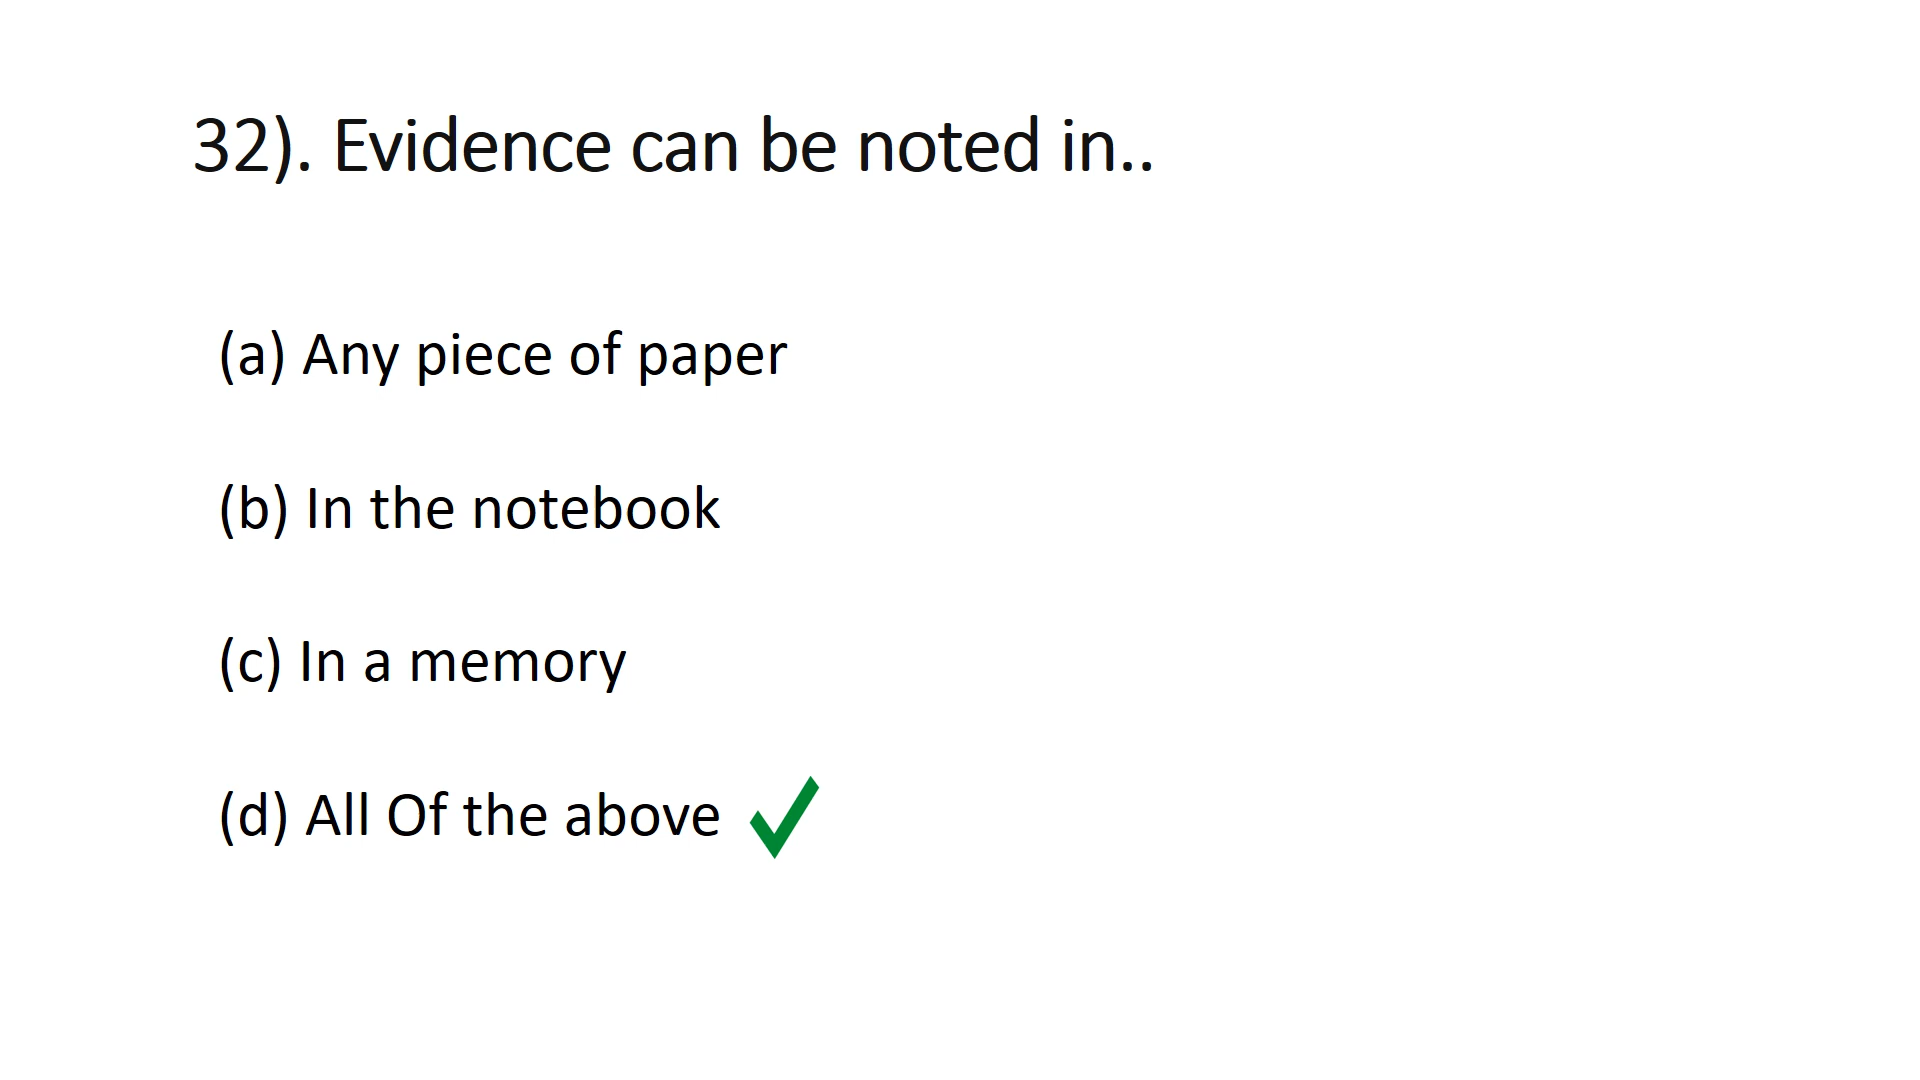 32). Evidence can be noted in..
(a) Any piece of paper
(b) In the notebook
(c) In a memory
(d) All Of the above